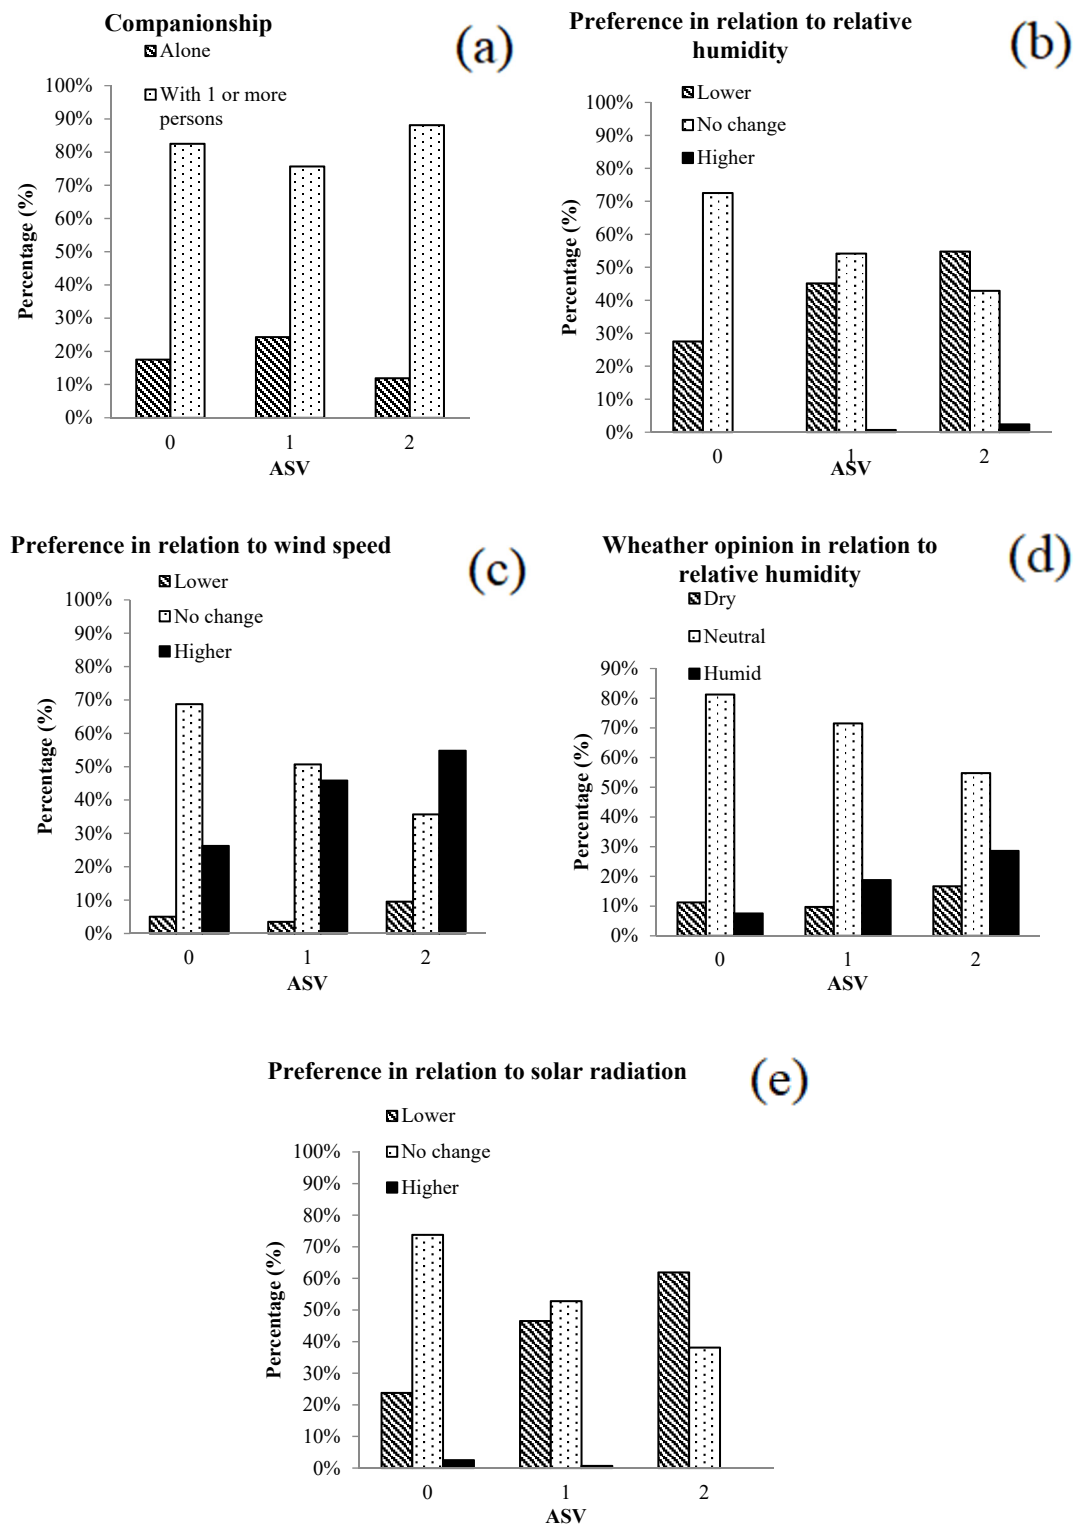 Companionship
(a)
Alone
With 1 or more
persons
100%
90%
80%
70%
60%
50%
40%
30%
20%
10%
0%
Percentage (%)
0
1
2
ASV
Preference in relation to relative
humidity
(b)
Lower
No change
Higher
100%
90%
80%
70%
60%
50%
40%
30%
20%
10%
0%
Percentage (%)
0
1
2
ASV
Preference in relation to wind speed
(c)
Lower
No change
Higher
100%
90%
80%
70%
60%
50%
40%
30%
20%
10%
0%
Percentage (%)
0
1
2
ASV
Wheather opinion in relation to
relative humidity
(d)
Dry
Neutral
Humid
90%
80%
70%
60%
50%
40%
30%
20%
10%
0%
Percentage (%)
0
1
2
ASV
Preference in relation to solar radiation
(e)
Lower
No change
Higher
100%
90%
80%
70%
60%
50%
40%
30%
20%
10%
0%
Percentage (%)
0
1
2
ASV